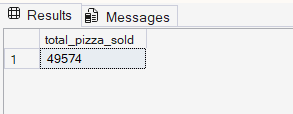 Results Messages
total_pizza_sold
1 49574